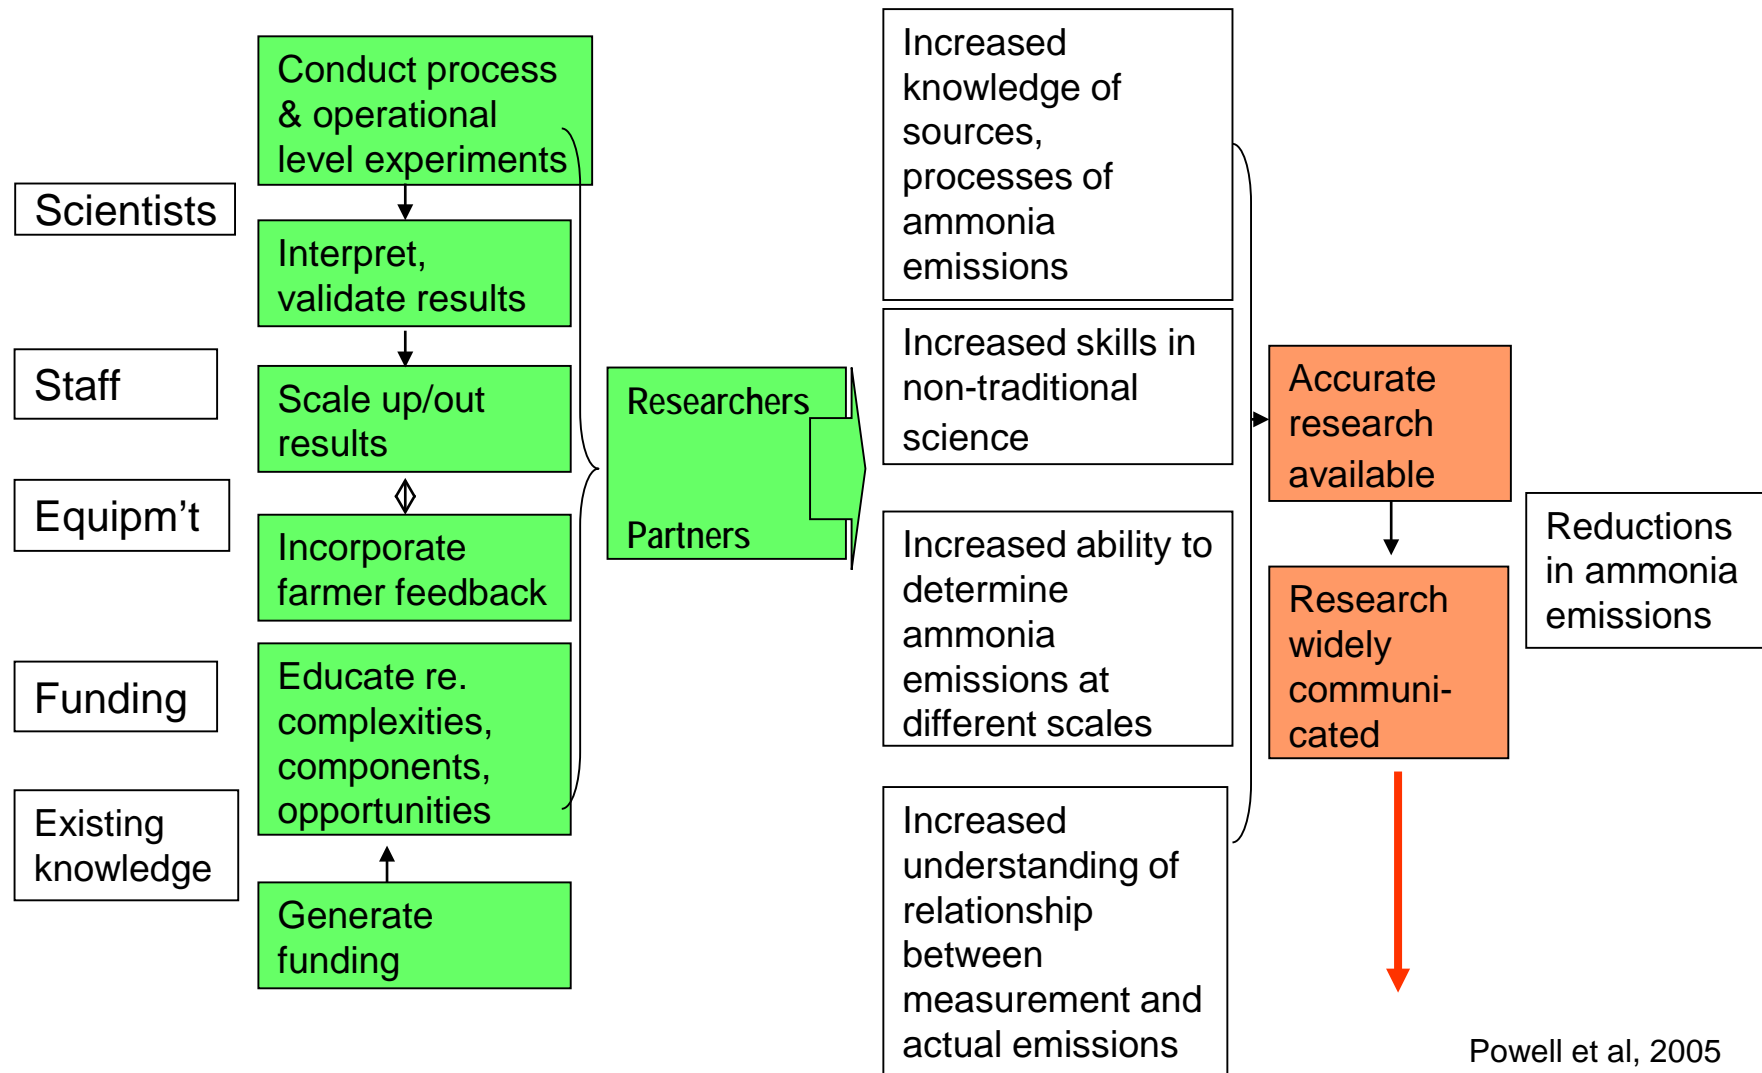 Scientists
Staff
Equipm’t
Funding
Existing
knowledge
Conduct process
& operational
level experiments
Interpret,
validate results
Scale up/out
results
Incorporate
farmer feedback
Educate re.
complexities,
components,
opportunities
Generate
funding
Researchers
Partners
Increased
knowledge of
sources,
processes of
ammonia
emissions
Increased skills in
non-traditional
science
Increased ability to
determine
ammonia
emissions at
different scales
Increased
understanding of
relationship
between
measurement and
actual emissions
Accurate
research
available
Research
widely
communi-
cated
Reductions
in ammonia
emissions
Powell et al, 2005